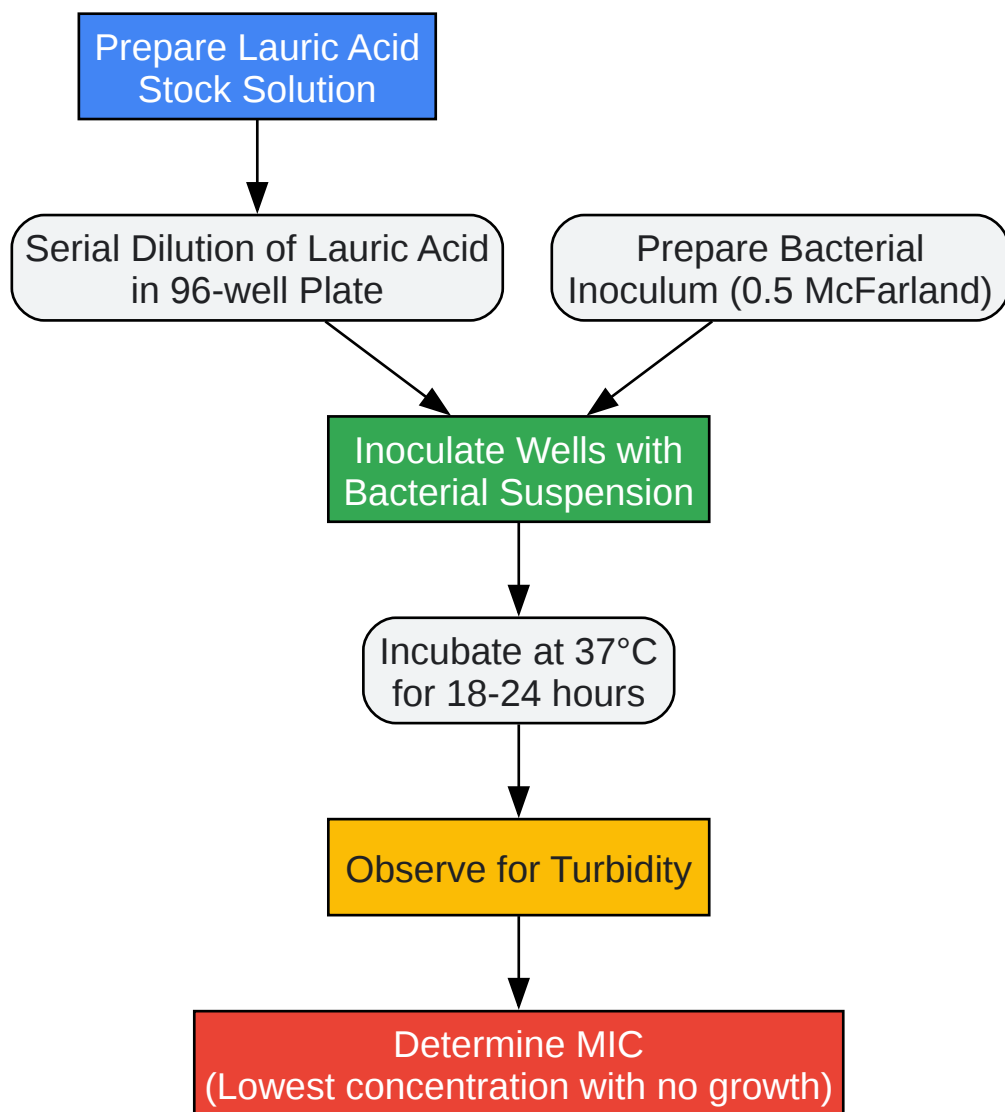 Prepare Lauric Acid
Stock Solution
Serial Dilution of Lauric Acid
in 96-well Plate
Prepare Bacterial
Inoculum (0.5 McFarland)
Inoculate Wells with
Bacterial Suspension
Incubate at 37°C
for 18-24 hours
Observe for Turbidity
Determine MIC
(Lowest concentration with no growth)